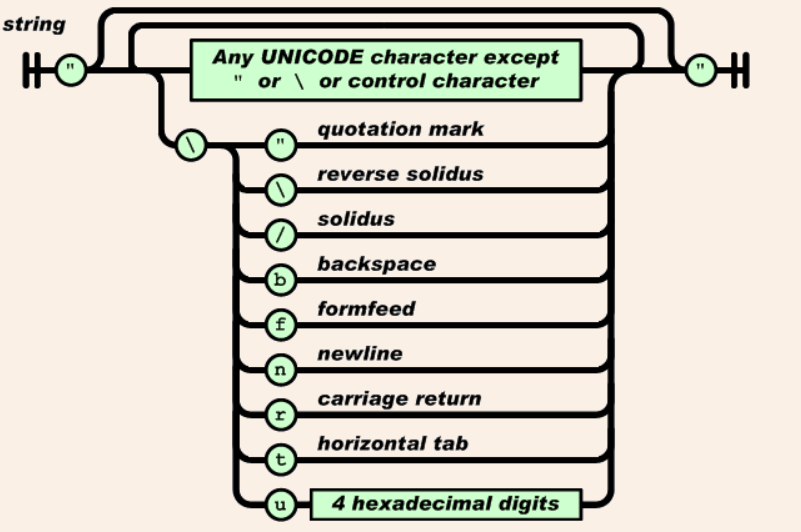 string
"
Any UNICODE character except
" or \ or control character
"
\
" quotation mark
\ reverse solidus
/ solidus
b backspace
f formfeed
n newline
r carriage return
t horizontal tab
u 4 hexadecimal digits